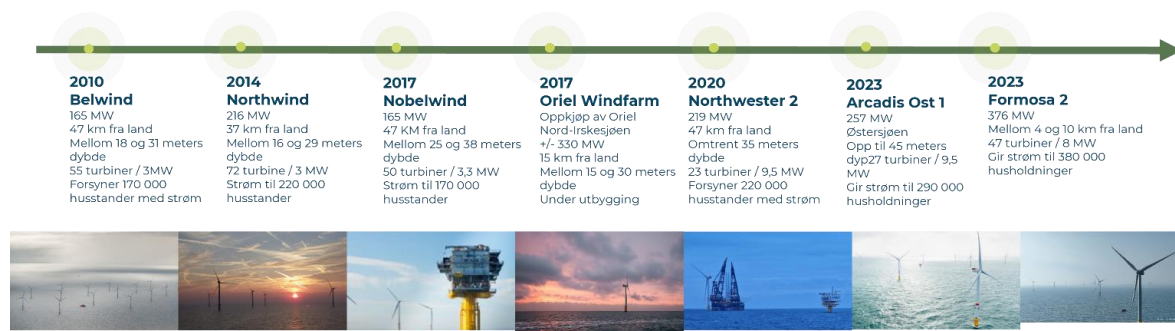 2010
Belwind
165 MW
47 km fra land
Mellom 18 og 31 meters
dybde
55 turbiner / 3MW
Forsyner 170 000
husstander med strøm
2014
Northwind
216 MW
37 km fra land
Mellom 16 og 29 meters
dybde
72 turbine / 3 MW
Strøm til 220 000
husstander
2017
Nobelwind
165 MW
47 KM fra land
Mellom 25 og 38 meters
dybde
50 turbiner / 3,3 MW
Strøm til 170 000
husstander
2017
Oriel Windfarm
Oppkjøp av Oriel
Nord-Irskesjøen
+/- 330 MW
15 km fra land
Mellom 15 og 30 meters
dybde
Under utbygging
2020
Northwester 2
219 MW
47 km fra land
Omtrent 35 meters
dybde
23 turbiner / 9,5 MW
Forsyner 220 000
husstander med strøm
2023
Arcadis Ost 1
257 MW
Østersjøen
Opp til 45 meters
dyp27 turbiner / 9,5
MW
Gir strøm til 290 000
husholdninger
2023
Formosa 2
376 MW
Mellom 4 og 10 km fra land
47 turbiner / 8 MW
Gir strøm til 380 000
husholdninger